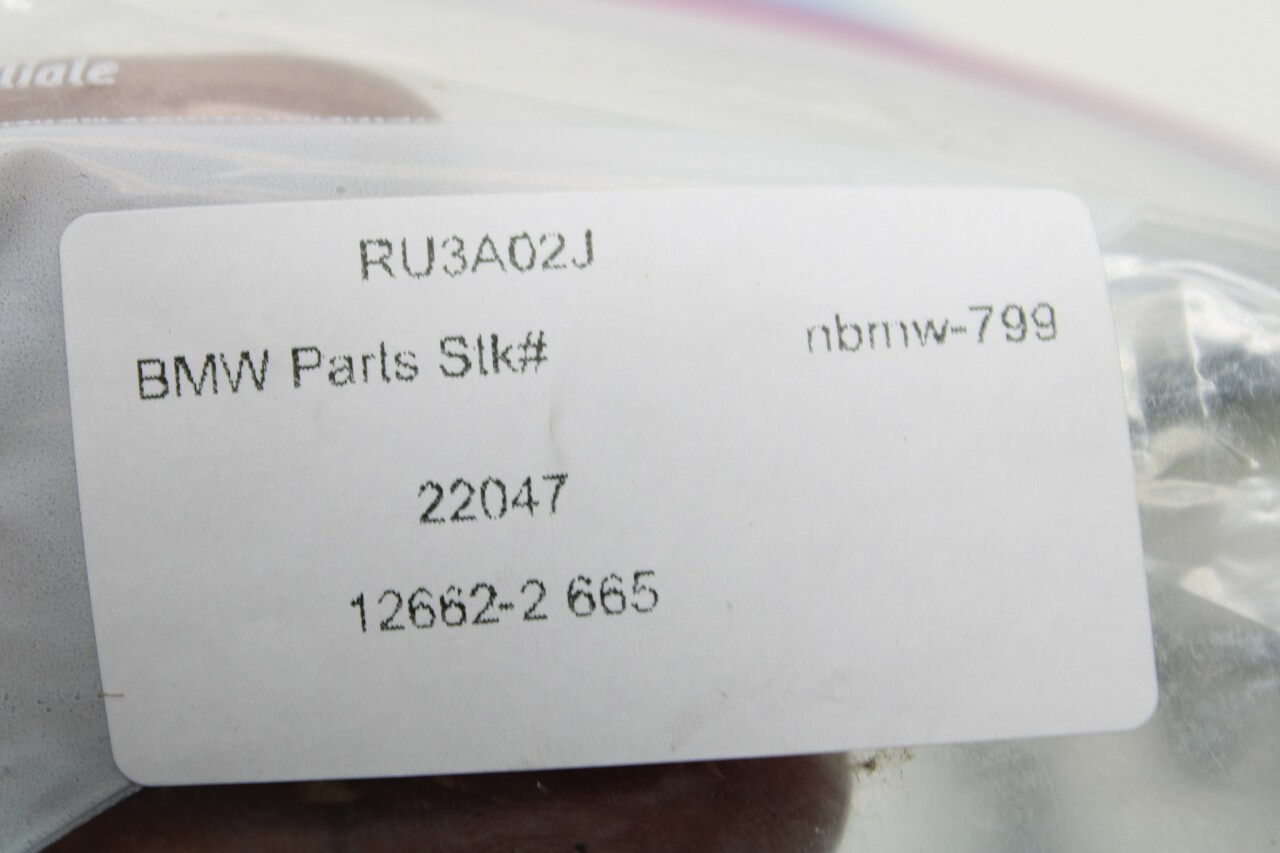 RU3A02J
BMW Parts Stk#
nbmw-799
22047
12662-2 665